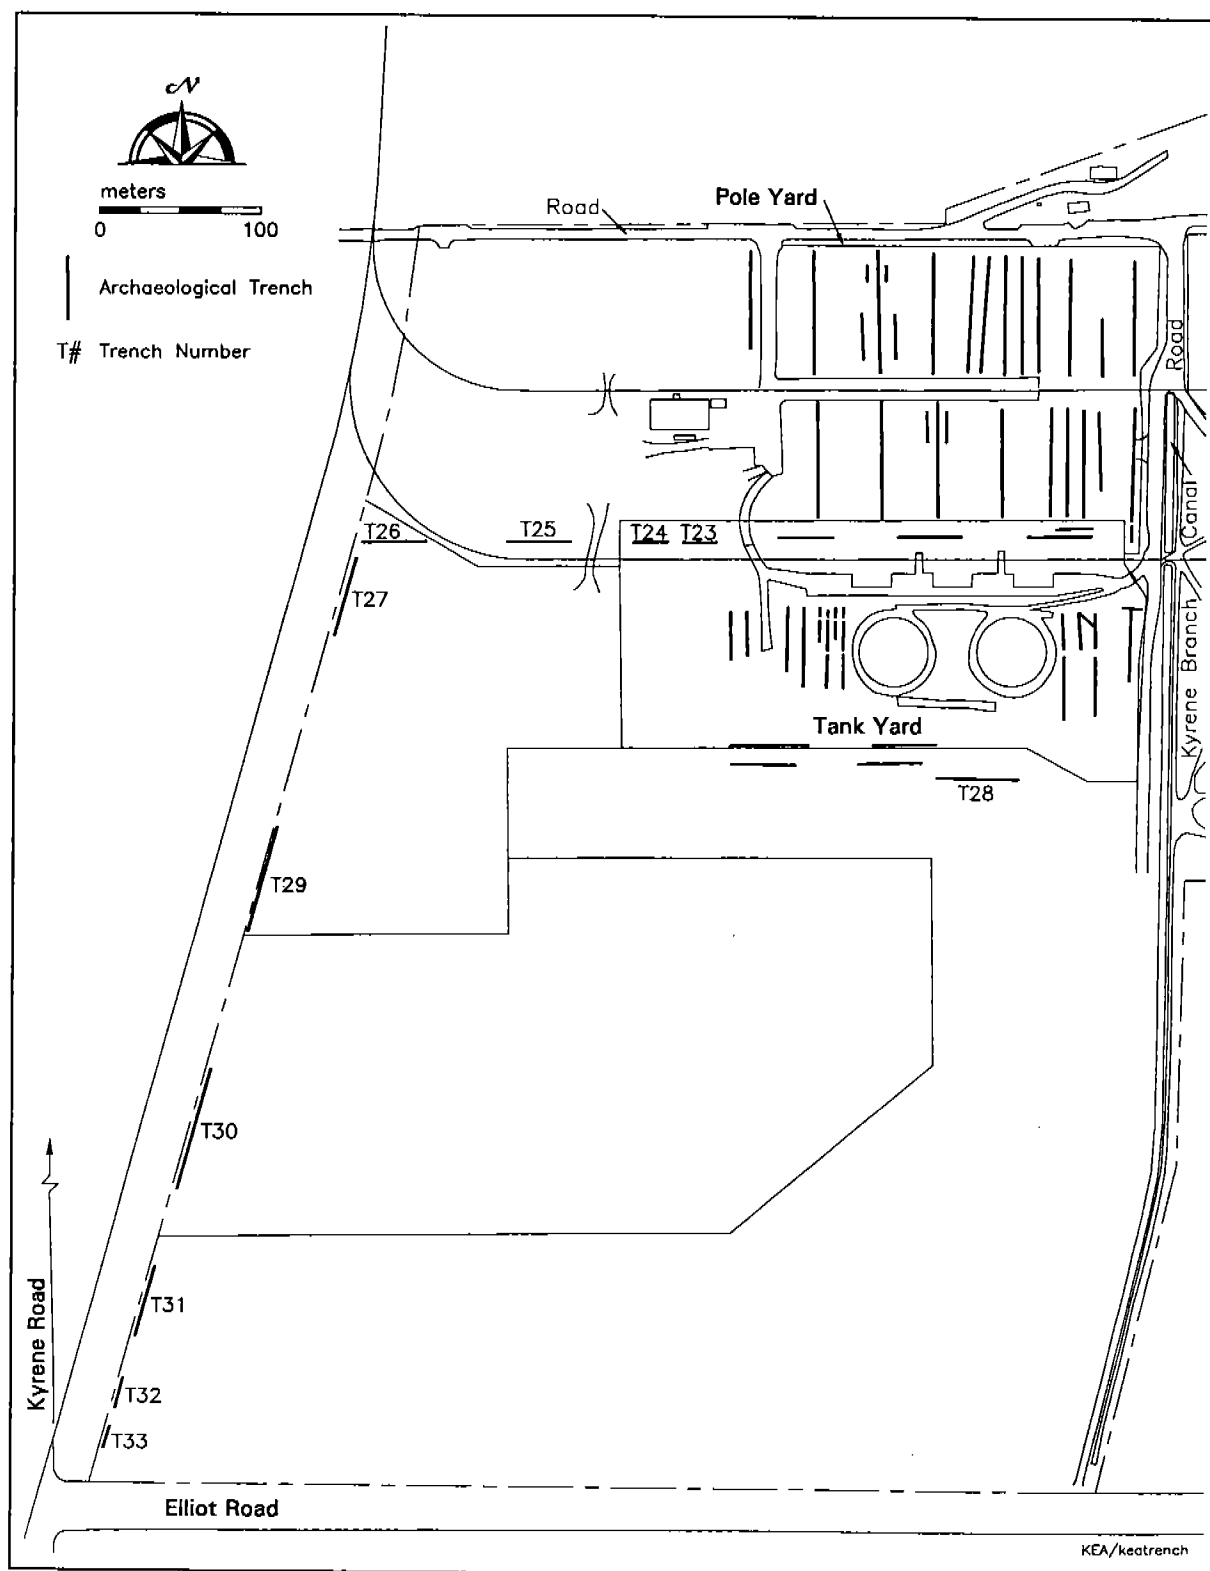 N
meters
0 100
Archaeological Trench
T# Trench Number
Road
Pole Yard
Road
Canal
Kyrene Branch
T26
T25
T24
T23
T27
Tank Yard
T28
T29
T30
T31
T32
T33
Kyrene Road
Elliot Road
KEA/keatrench